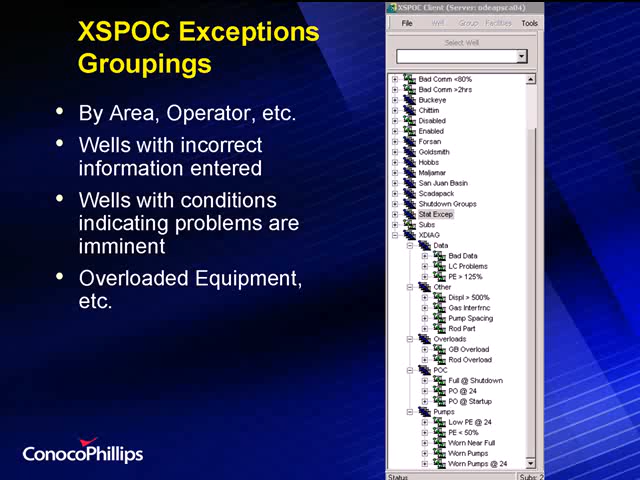 XSPOC Exceptions
Groupings
• By Area, Operator, etc.
• Wells with incorrect
information entered
• Wells with conditions
indicating problems are
imminent
• Overloaded Equipment,
etc.
ConocoPhillips
XSPOC Client (Server: odeapsca04)
File Well Group Facilities Tools
Select Well
Bad Comm <80%
Bad Comm >2hrs
Buckeye
Chittim
Disabled
Enabled
Forsan
Goldsmith
Hobbs
Maljamar
San Juan Basin
Scadapack
Shutdown Groups
Stat Excep
Subs
XDIAG
Data
Bad Data
LC Problems
PE > 125%
Other
Displ > 500%
Gas Interfrnc
Pump Spacing
Rod Part
Overloads
GB Overload
Rod Overload
POC
Full @ Shutdown
PO @ 24
PO @ Startup
Pumps
Low PE @ 24
PE < 50%
Worn Near Full
Worn Pumps
Worn Pumps @ 24
Status Subs: 2